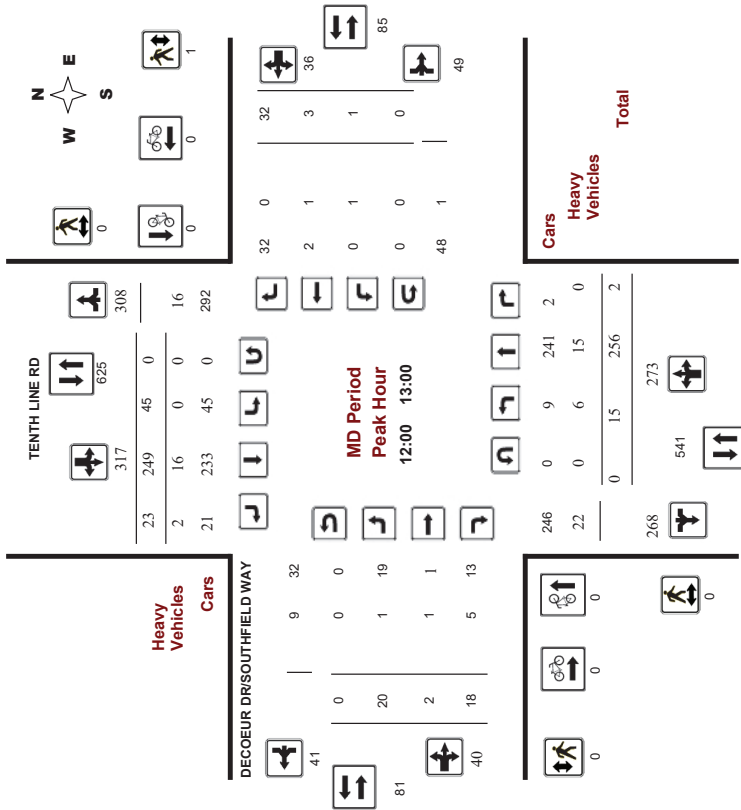 N
W
E
S
0
0
0
1
TENTH LINE RD
317
625
308
23 249 45 0
2 16 0 0 16
21 233 45 0 292
Heavy
Vehicles
Cars
DECOEUR DR/SOUTHFIELD WAY
41
9 32
0 0 0
20 1 19
2 1 1
18 5 13
81
40
MD Period
Peak Hour
12:00 13:00
32 0 32
2 1 3
0 1 1
0 0 0
48 1
36
85
49
Cars
Heavy
Vehicles
Total
246 0 9 241 2
22 0 6 15 0
0 15 256 2
268
541
273
0
0
0
0